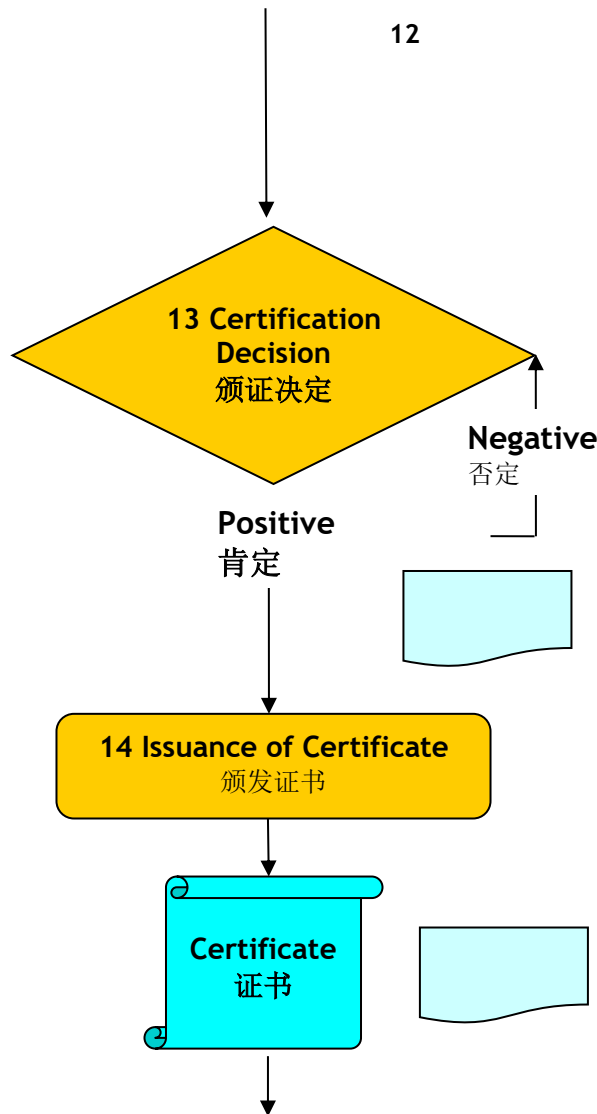 12
13 Certification
Decision
颁证决定
Negative
否定
Positive
肯定
14 Issuance of Certificate
颁发证书
Certificate
证书